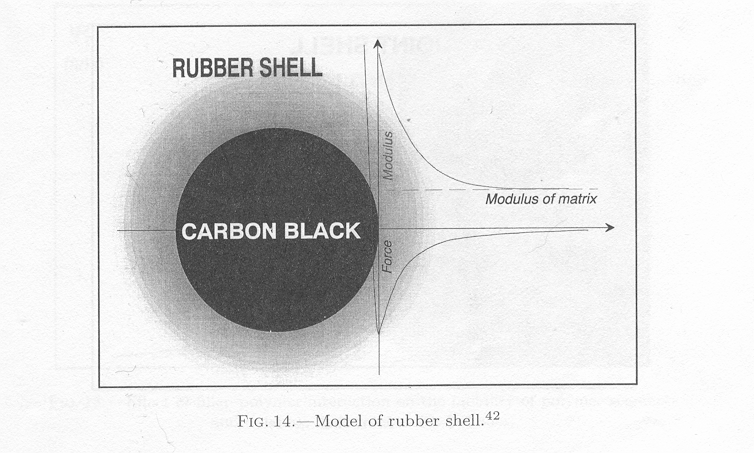 RUBBER SHELL
Modulus
Modulus of matrix
CARBON BLACK
Force
FIG. 14.—Model of rubber shell.42